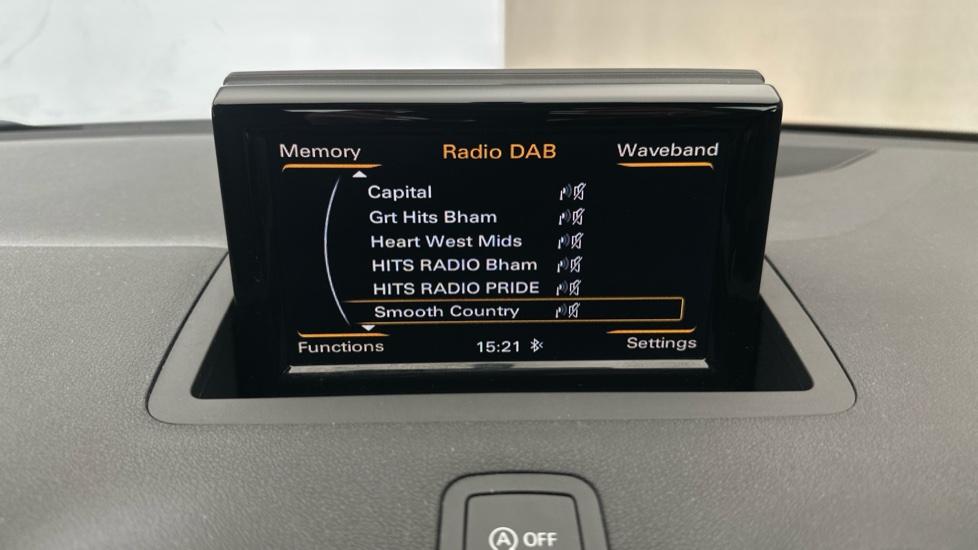 Memory Radio DAB Waveband
Capital
Grt Hits Bham
Heart West Mids
HITS RADIO Bham
HITS RADIO PRIDE
Smooth Country
Functions 15:21 Settings
A OFF